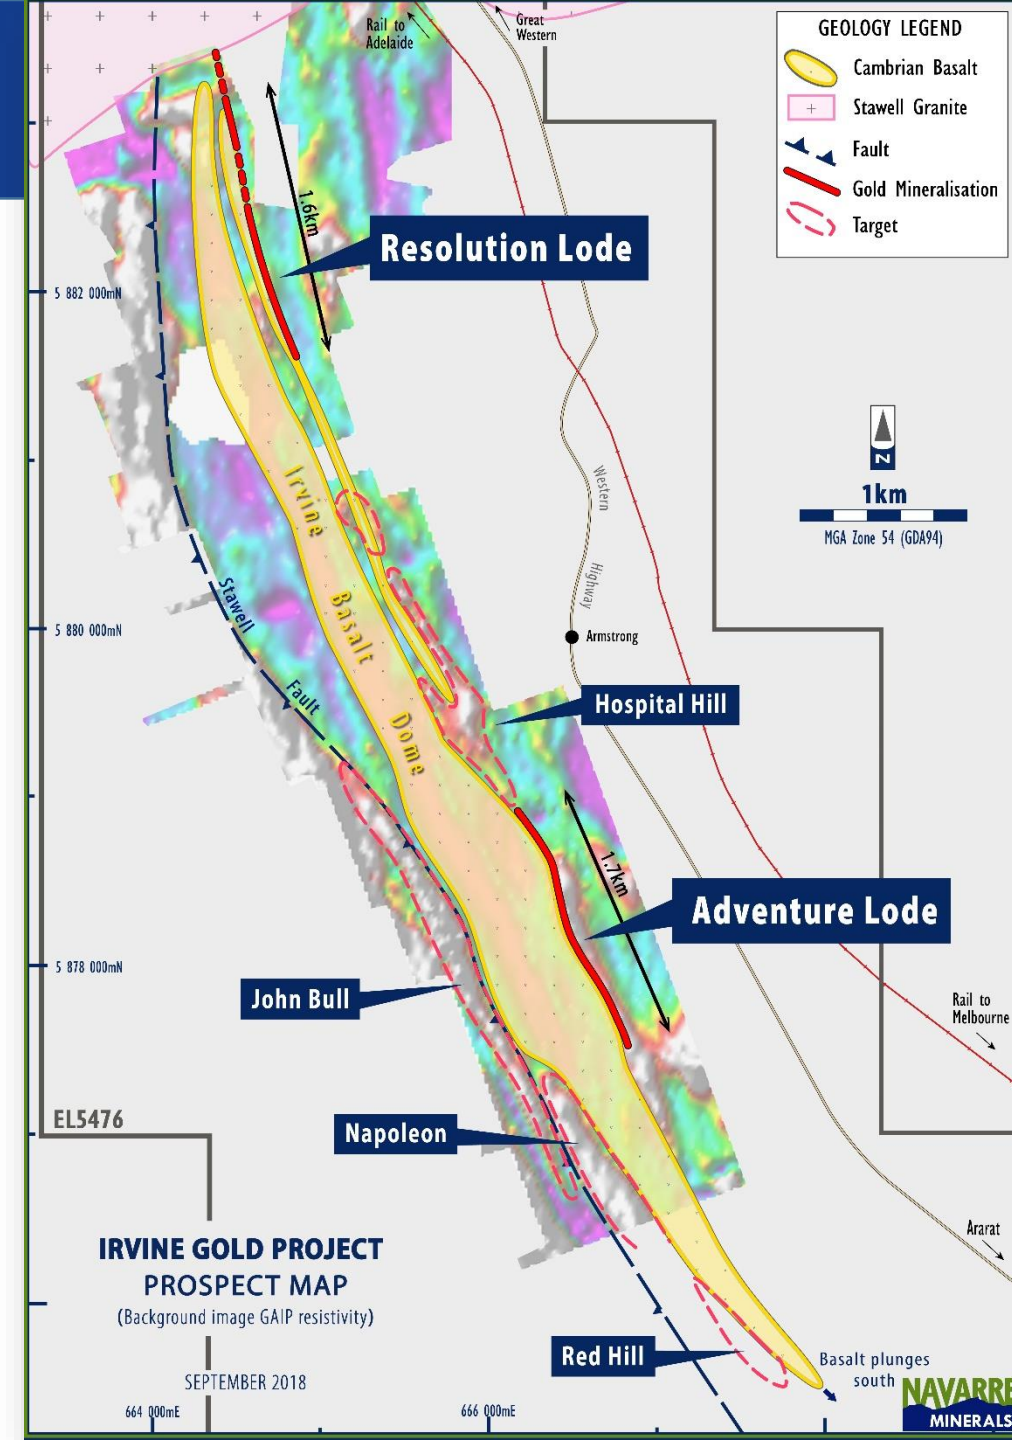 Rail to
Adelaide
Great
Western
GEOLOGY LEGEND
Cambrian Basalt
Stawell Granite
Fault
Gold Mineralisation
Target
1.6km
Resolution Lode
5 882 000mN
N
1km
MGA Zone 54 (GDA94)
Irvine
Basalt
Dome
Western
Highway
Stawell
Fault
5 880 000mN
Armstrong
Hospital Hill
1.7km
Adventure Lode
5 878 000mN
John Bull
Rail to
Melbourne
EL5476
Napoleon
Ararat
IRVINE GOLD PROJECT
PROSPECT MAP
(Background image GAIP resistivity)
SEPTEMBER 2018
Red Hill
Basalt plunges
south
NAVARRE
MINERALS
664 000mE
666 000mE